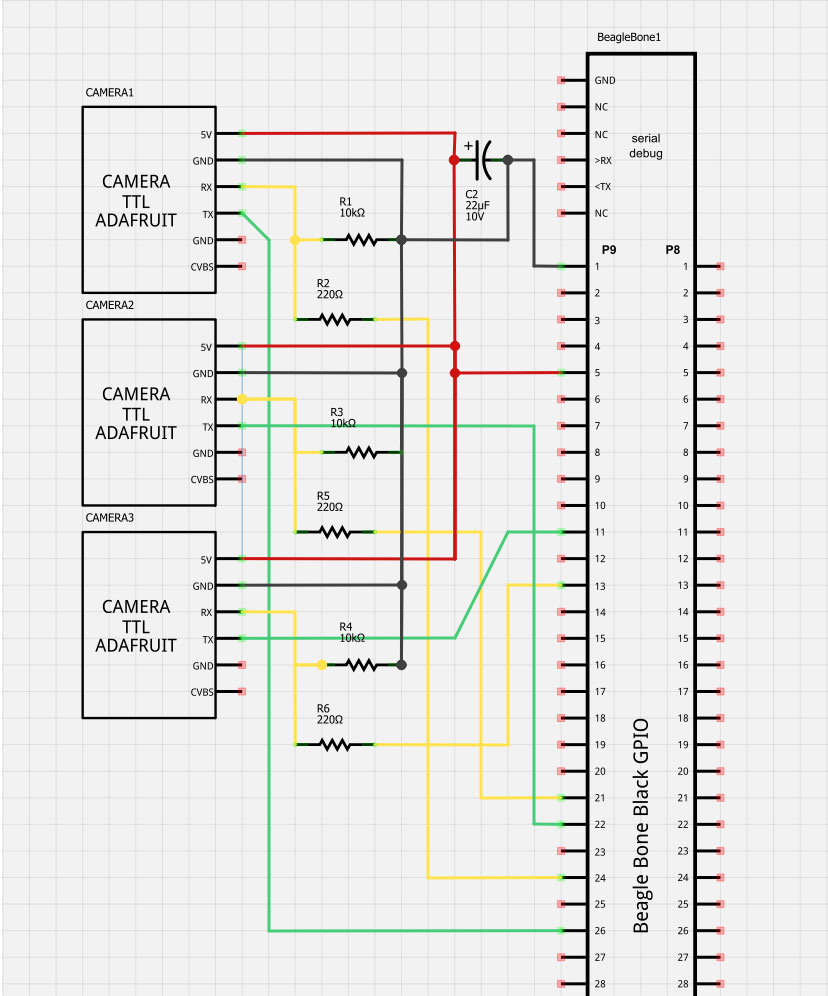 BeagleBone1
GND
NC
NC
>RX
<TX
NC
serial
debug
CAMERA1
5V
GND
RX
TX
GND
CVBS
CAMERA
TTL
ADAFRUIT
R1
10kΩ
R2
220Ω
+
C2
22µF
10V
CAMERA2
5V
GND
RX
TX
GND
CVBS
CAMERA
TTL
ADAFRUIT
R3
10kΩ
R5
220Ω
CAMERA3
5V
GND
RX
TX
GND
CVBS
CAMERA
TTL
ADAFRUIT
R4
10kΩ
R6
220Ω
P9 P8
1 1
2 2
3 3
4 4
5 5
6 6
7 7
8 8
9 9
10 10
11 11
12 12
13 13
14 14
15 15
16 16
17 17
18 18
19 19
20 20
21 21
22 22
23 23
24 24
25 25
26 26
27 27
28 28
Beagle Bone Black GPIO